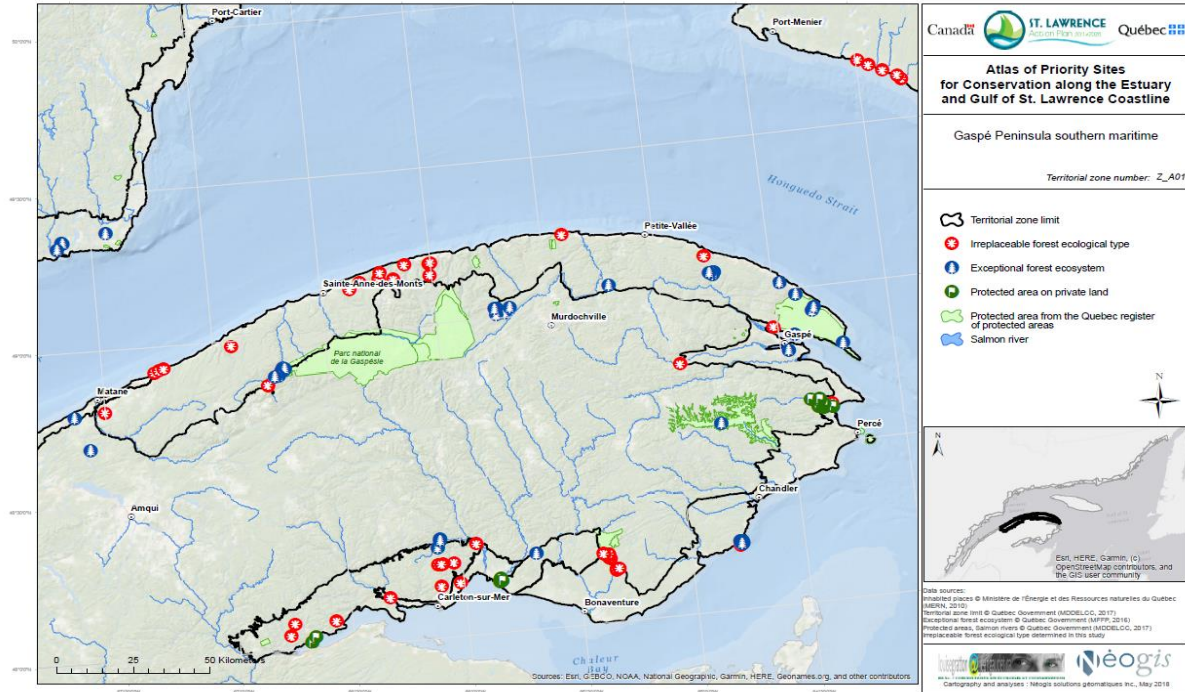 Port-Cartier
Port-Menier
Honguedo Strait
Petite-Vallée
Sainte-Anne-des-Monts
Murdochville
Gaspé
Parc national
de la Gaspésie
Matane
Percé
Chandler
Amqui
Carleton-sur-Mer
Bonaventure
Chaleur
Bay
0 25 50 Kilometers
Sources: Esri, GEBCO, NOAA, National Geographic, Garmin, HERE, Geonames.org, and other contributors
Canada
ST. LAWRENCE
Action Plan
Québec
Atlas of Priority Sites
for Conservation along the Estuary
and Gulf of St. Lawrence Coastline
Gaspé Peninsula southern maritime
Territorial zone number: Z_A01
Territorial zone limit
Irreplaceable forest ecological type
Exceptional forest ecosystem
Protected area on private land
Protected area from the Quebec register
of protected areas
Salmon river
N
N
Esri, HERE, Garmin, (c)
OpenStreetMap contributors, and
the GIS user community
Data sources:
Inhabited places © Ministère de l'Énergie et des Ressources naturelles du Québec
(MERN, 2010)
Territorial zone limit © Québec Government (MDDELCC, 2017)
Exceptional forest ecosystem © Québec Government (MFFP, 2016)
Protected areas, Salmon rivers © Québec Government (MDDELCC, 2017)
Irreplaceable forest ecological type determined in this study
Néogis
Cartography and analyses : Néogis solutions géomatiques inc., May 2018